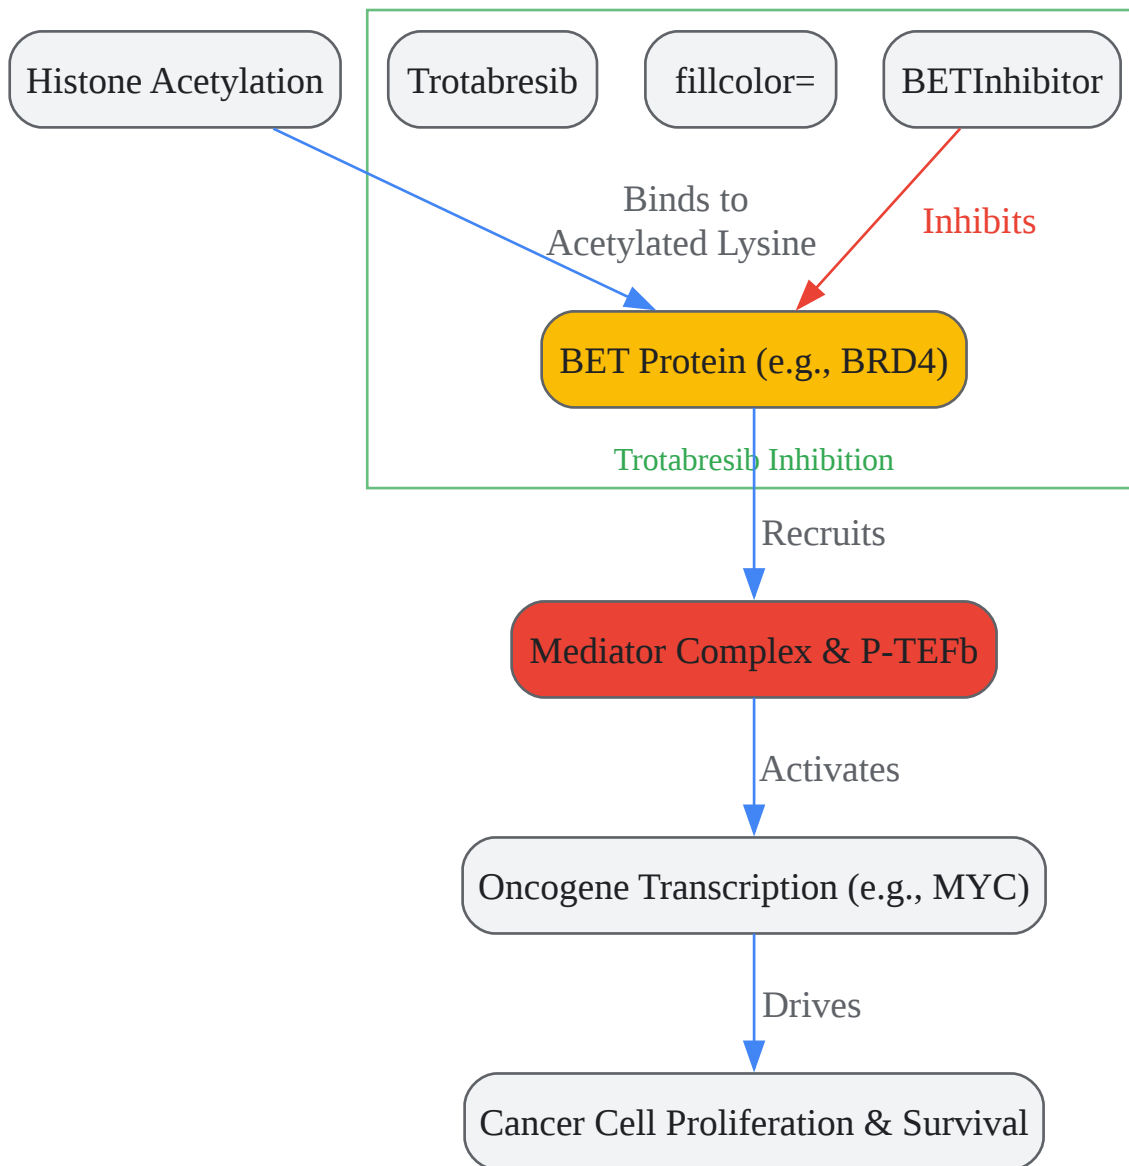 Histone Acetylation
Trotabresib
fillcolor=
BETInhibitor
Binds to
Acetylated Lysine
Inhibits
BET Protein (e.g., BRD4)
Trotabresib Inhibition
Recruits
Mediator Complex & P-TEFb
Activates
Oncogene Transcription (e.g., MYC)
Drives
Cancer Cell Proliferation & Survival